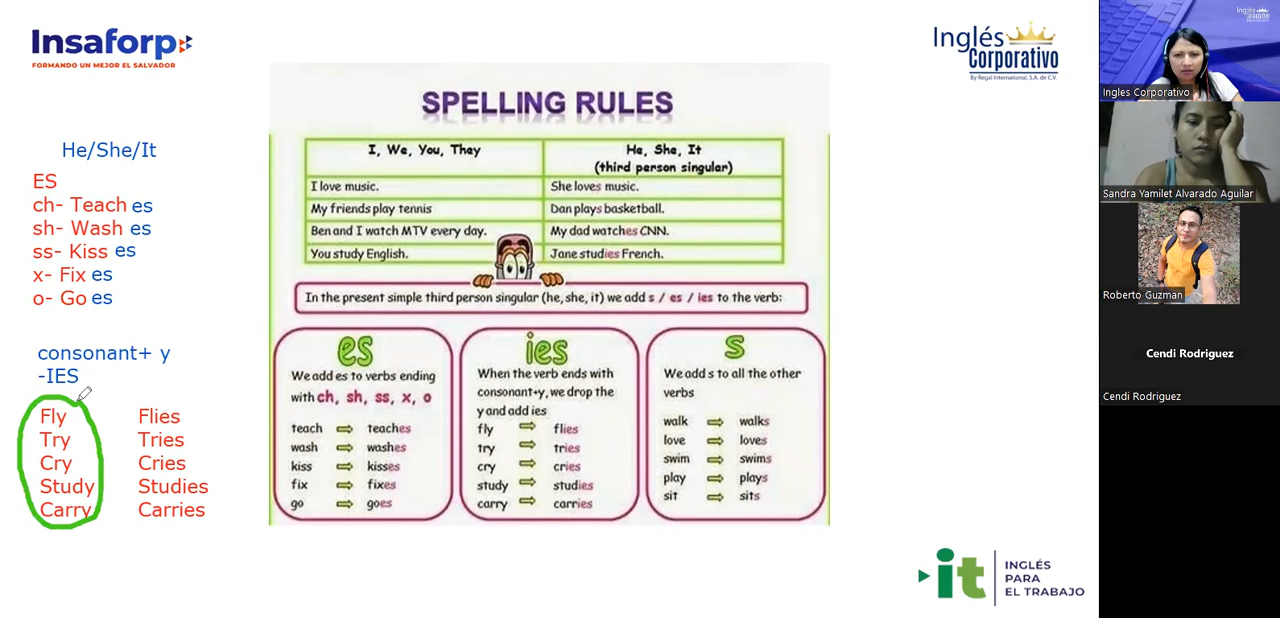 Insaforp
FORMANDO UN MEJOR EL SALVADOR
Inglés
Corporativo
By Regal International, S.A. de C.V.
He/She/It
ES
ch- Teach es
sh- Wash es
ss- Kiss es
x- Fix es
o- Go es
consonant+ y
-IES
Fly Flies
Try Tries
Cry Cries
Study Studies
Carry Carries
SPELLING RULES
I, We, You, They
He, She, It
(third person singular)
I love music.
She loves music.
My friends play tennis
Dan plays basketball.
Ben and I watch MTV every day.
My dad watches CNN.
You study English.
Jane studies French.
In the present simple third person singular (he, she, it) we add s / es / ies to the verb:
es
We add es to verbs ending
with ch, sh, ss, x, o
teach teaches
wash washes
kiss kisses
fix fixes
go goes
ies
When the verb ends with
consonant+y, we drop the
y and add ies
fly flies
try tries
cry cries
study studies
carry carries
s
We add s to all the other
verbs
walk walks
love loves
swim swims
play plays
sit sits
it
INGLÉS
PARA
EL TRABAJO
Inglés
Corporativo
Ingles Corporativo
Sandra Yamilet Alvarado Aguilar
Roberto Guzman
Cendi Rodriguez
Cendi Rodriguez